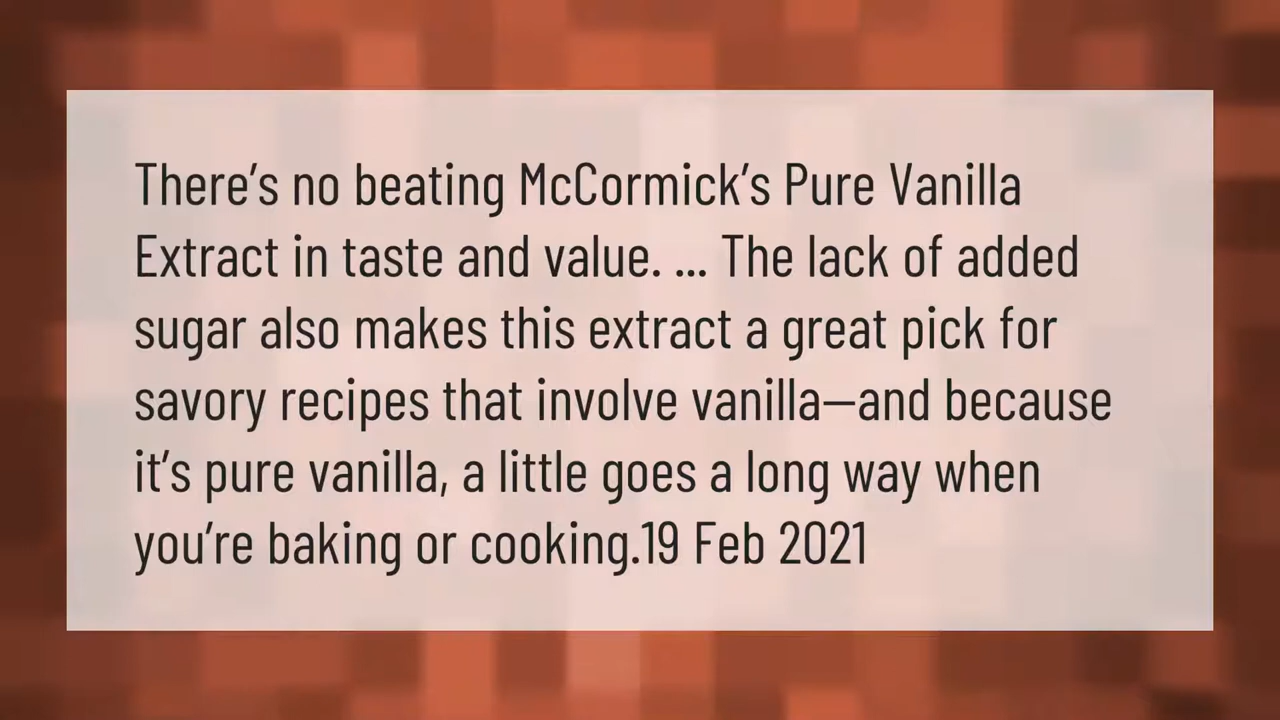 There’s no beating McCormick’s Pure Vanilla
Extract in taste and value. ... The lack of added
sugar also makes this extract a great pick for
savory recipes that involve vanilla—and because
it’s pure vanilla, a little goes a long way when
you’re baking or cooking.19 Feb 2021